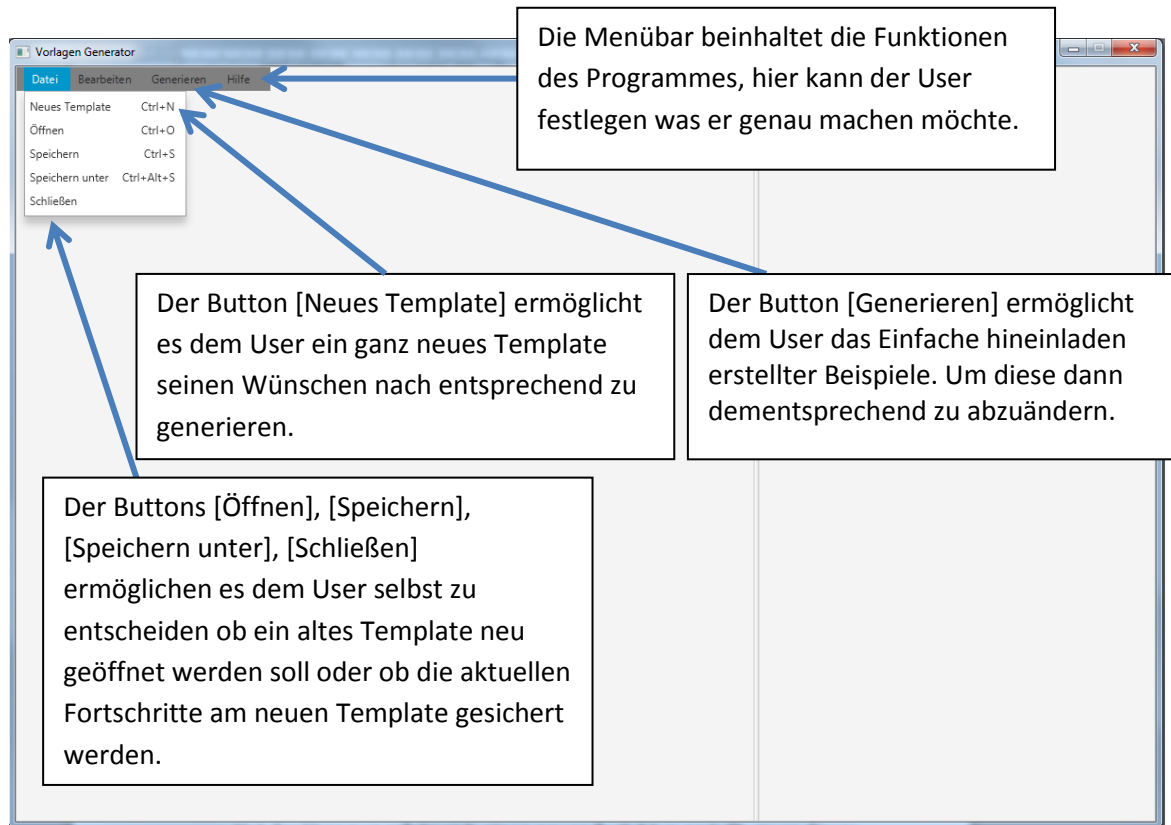 Vorlagen Generator
Datei Bearbeiten Generieren Hilfe
Neues Template Ctrl+N
Öffnen Ctrl+O
Speichern Ctrl+S
Speichern unter Ctrl+Alt+S
Schließen
Die Menübar beinhaltet die Funktionen
des Programmes, hier kann der User
festlegen was er genau machen möchte.
Der Button [Neues Template] ermöglicht
es dem User ein ganz neues Template
seinen Wünschen nach entsprechend zu
generieren.
Der Button [Generieren] ermöglicht
dem User das Einfache hineinladen
erstellter Beispiele. Um diese dann
dementsprechend zu abzuändern.
Der Buttons [Öffnen], [Speichern],
[Speichern unter], [Schließen]
ermöglichen es dem User selbst zu
entscheiden ob ein altes Template neu
geöffnet werden soll oder ob die aktuellen
Fortschritte am neuen Template gesichert
werden.